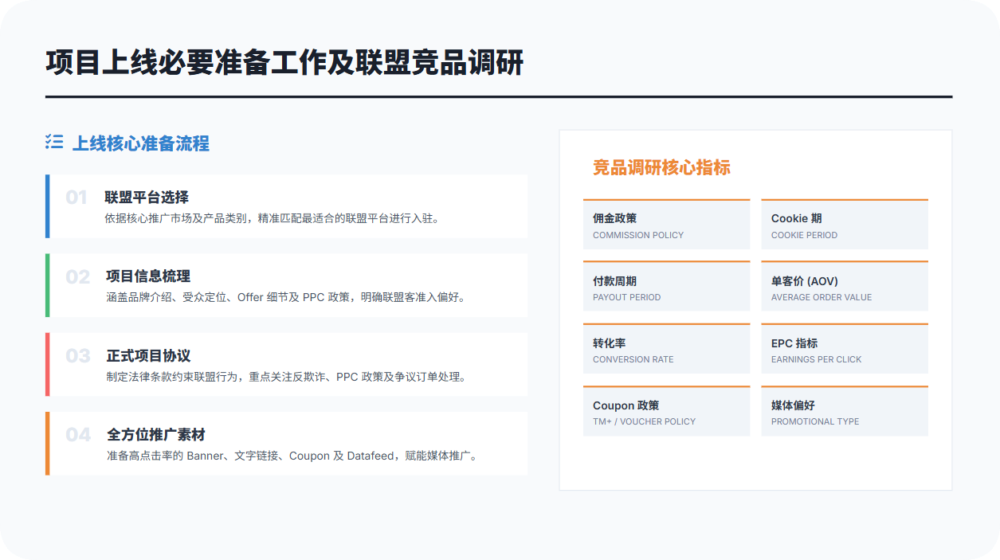 项目上线必要准备工作及联盟竞品调研
上线核心准备流程
01
联盟平台选择
依据核心推广市场及产品类别，精准匹配最适合的联盟平台进行入驻。
02
项目信息梳理
涵盖品牌介绍、受众定位、Offer 细节及 PPC 政策，明确联盟客准入偏好。
03
正式项目协议
制定法律条款约束联盟行为，重点关注反欺诈、PPC 政策及争议订单处理。
04
全方位推广素材
准备高点击率的 Banner、文字链接、Coupon 及 Datafeed，赋能媒体推广。
竞品调研核心指标
佣金政策
COMMISSION POLICY
Cookie 期
COOKIE PERIOD
付款周期
PAYOUT PERIOD
单客价 (AOV)
AVERAGE ORDER VALUE
转化率
CONVERSION RATE
EPC 指标
EARNINGS PER CLICK
Coupon 政策
TM+ / VOUCHER POLICY
媒体偏好
PROMOTIONAL TYPE